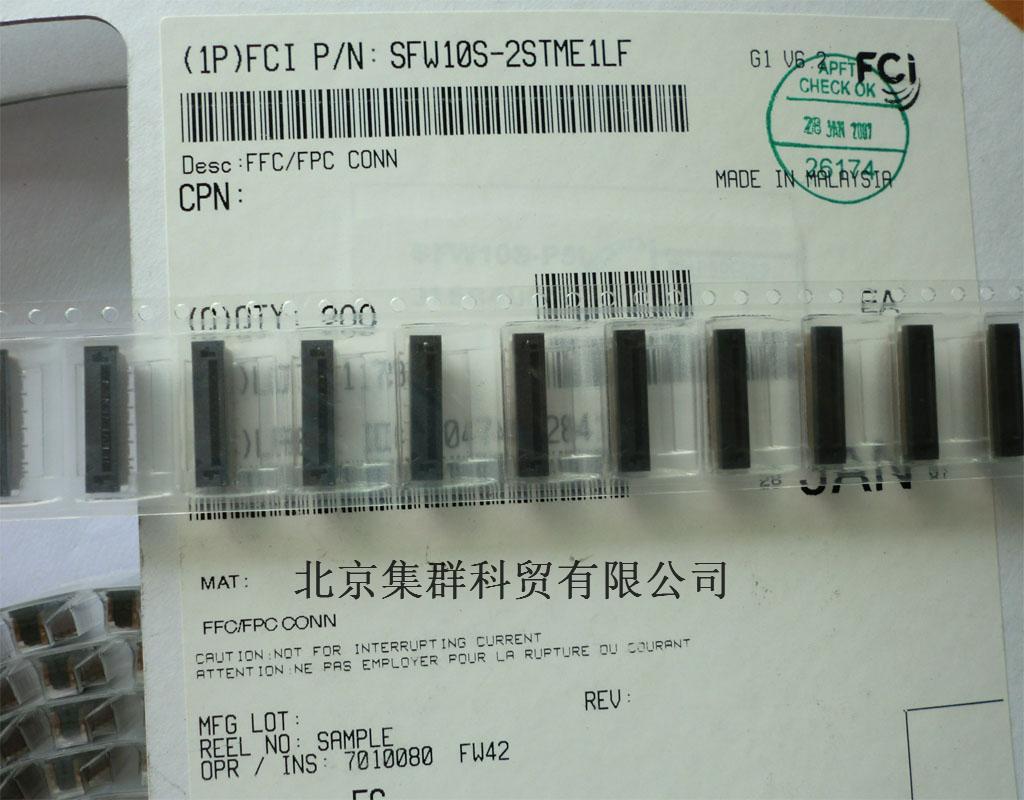 (1P)FCI P/N: SFW10S-2STME1LF
G1 V6.2
FCi
APFT
CHECK OK
28 JAN 2007
26174
Desc:FFC/FPC CONN
MADE IN MALAYSIA
CPN:
(Q)QTY: 900
EA
28 JAN 07
MAT:
北京集群科贸有限公司
FFC/FPC CONN
CAUTION:NOT FOR INTERRUPTING CURRENT
ATTENTION:NE PAS EMPLOYER POUR LA RUPTURE DU COURANT
REV:
MFG LOT:
REEL NO: SAMPLE
OPR / INS: 7010080 FW42